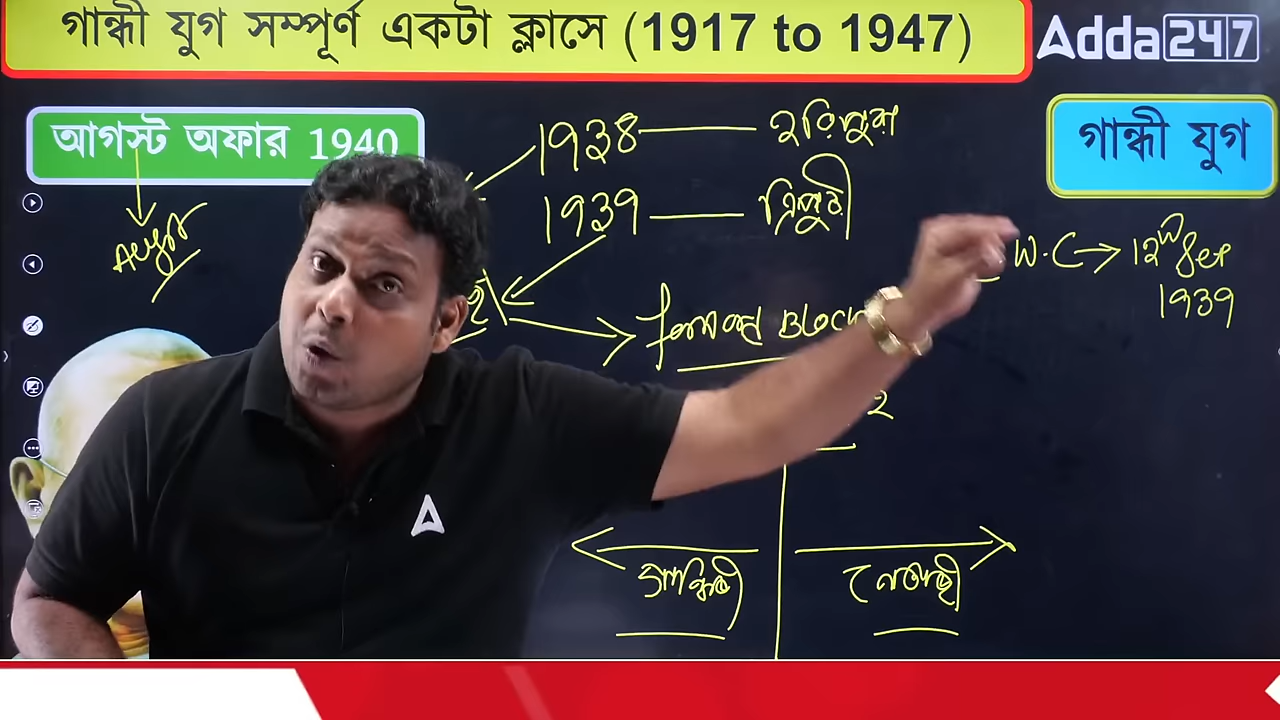 গান্ধী যুগ সম্পূর্ণ একটা ক্লাসে (1917 to 1947)
Adda247
আগস্ট অফার 1940
গান্ধী যুগ
1938 — হরিপুরা
1939 — ত্রিপুরী
W.C → 12th Sep
1939
Forward Block
গান্ধিজী
নেতাজী